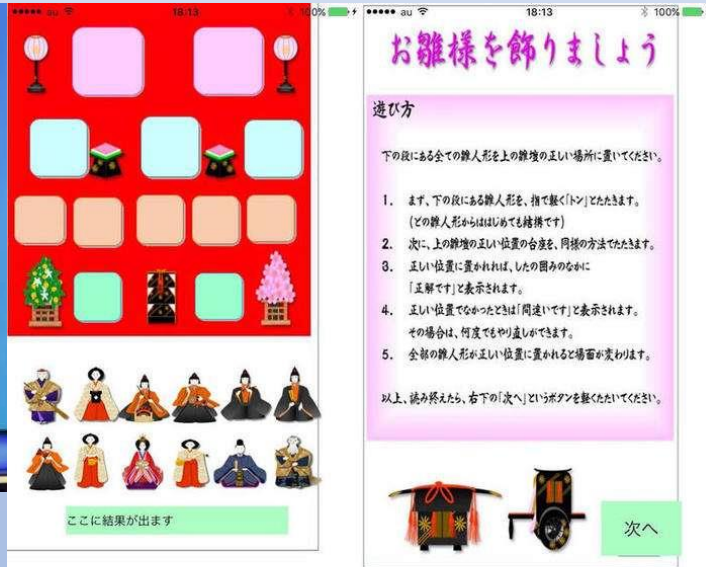 ●●●●● au 18:13 100%
ここに結果が出ます
●●●●● au 18:13 100%
お雛様を飾りましょう
遊び方
下の段にある全ての雛人形を上の雛壇の正しい場所に置いてください。
1. まず、下の段にある雛人形を、指で軽く「トン」とたたきます。
(どの雛人形からはじめても結構です)
2. 次に、上の雛壇の正しい位置の台座を、同様の方法でたたきます。
3. 正しい位置に置かれれば、したの囲みのなかに
「正解です」と表示されます。
4. 正しい位置でなかったときは「間違いです」と表示されます。
その場合は、何度でもやり直しができます。
5. 全部の雛人形が正しい位置に置かれると場面が変わります。
以上、読み終えたら、右下の「次へ」というボタンを軽くたたいてください。
次へ